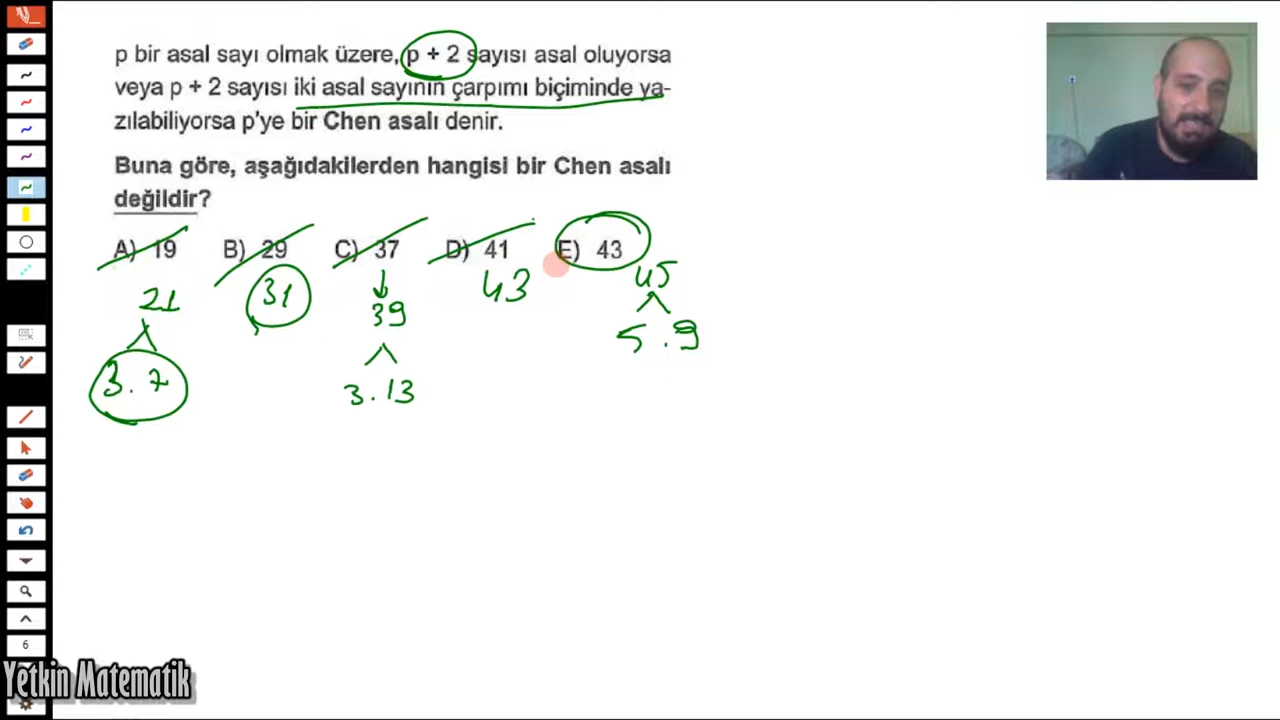 p bir asal sayı olmak üzere, p + 2 sayısı asal oluyorsa
veya p + 2 sayısı iki asal sayının çarpımı biçiminde ya-
zılabiliyorsa p'ye bir Chen asalı denir.
Buna göre, aşağıdakilerden hangisi bir Chen asalı
değildir?
A) 19 B) 29 C) 37 D) 41 E) 43
21 31 39 43 45
3.7 3.13 5.9
6
Yetkin Matematik